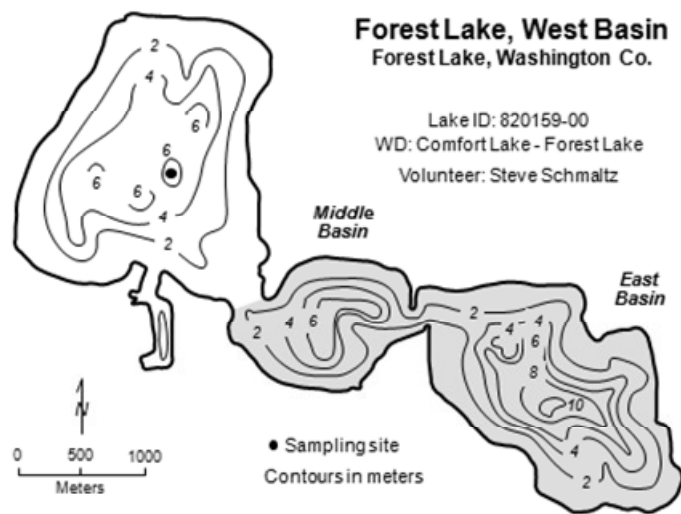 Forest Lake, West Basin
Forest Lake, Washington Co.
Lake ID: 820159-00
WD: Comfort Lake - Forest Lake
Volunteer: Steve Schmaltz
2
4
6
6
6
6
4
2
Middle
Basin
2 4 6
East
Basin
2
4 4
6
8
10
4
2
N
0 500 1000
Meters
Sampling site
Contours in meters